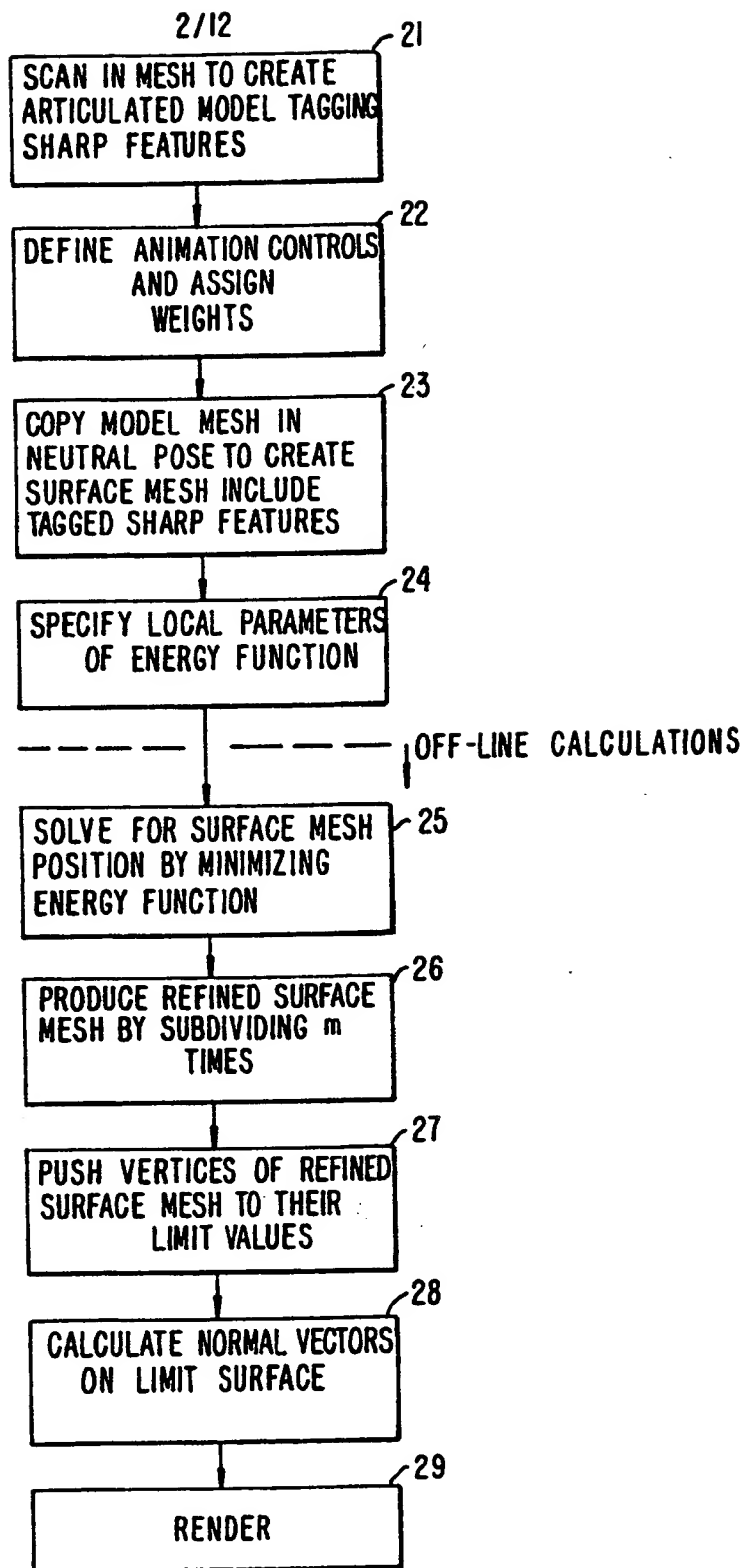 2/12
21
SCAN IN MESH TO CREATE
ARTICULATED MODEL TAGGING
SHARP FEATURES
22
DEFINE ANIMATION CONTROLS
AND ASSIGN
WEIGHTS
23
COPY MODEL MESH IN
NEUTRAL POSE TO CREATE
SURFACE MESH INCLUDE
TAGGED SHARP FEATURES
24
SPECIFY LOCAL PARAMETERS
OF ENERGY FUNCTION
OFF-LINE CALCULATIONS
25
SOLVE FOR SURFACE MESH
POSITION BY MINIMIZING
ENERGY FUNCTION
26
PRODUCE REFINED SURFACE
MESH BY SUBDIVIDING m
TIMES
27
PUSH VERTICES OF REFINED
SURFACE MESH TO THEIR
LIMIT VALUES
28
CALCULATE NORMAL VECTORS
ON LIMIT SURFACE
29
RENDER